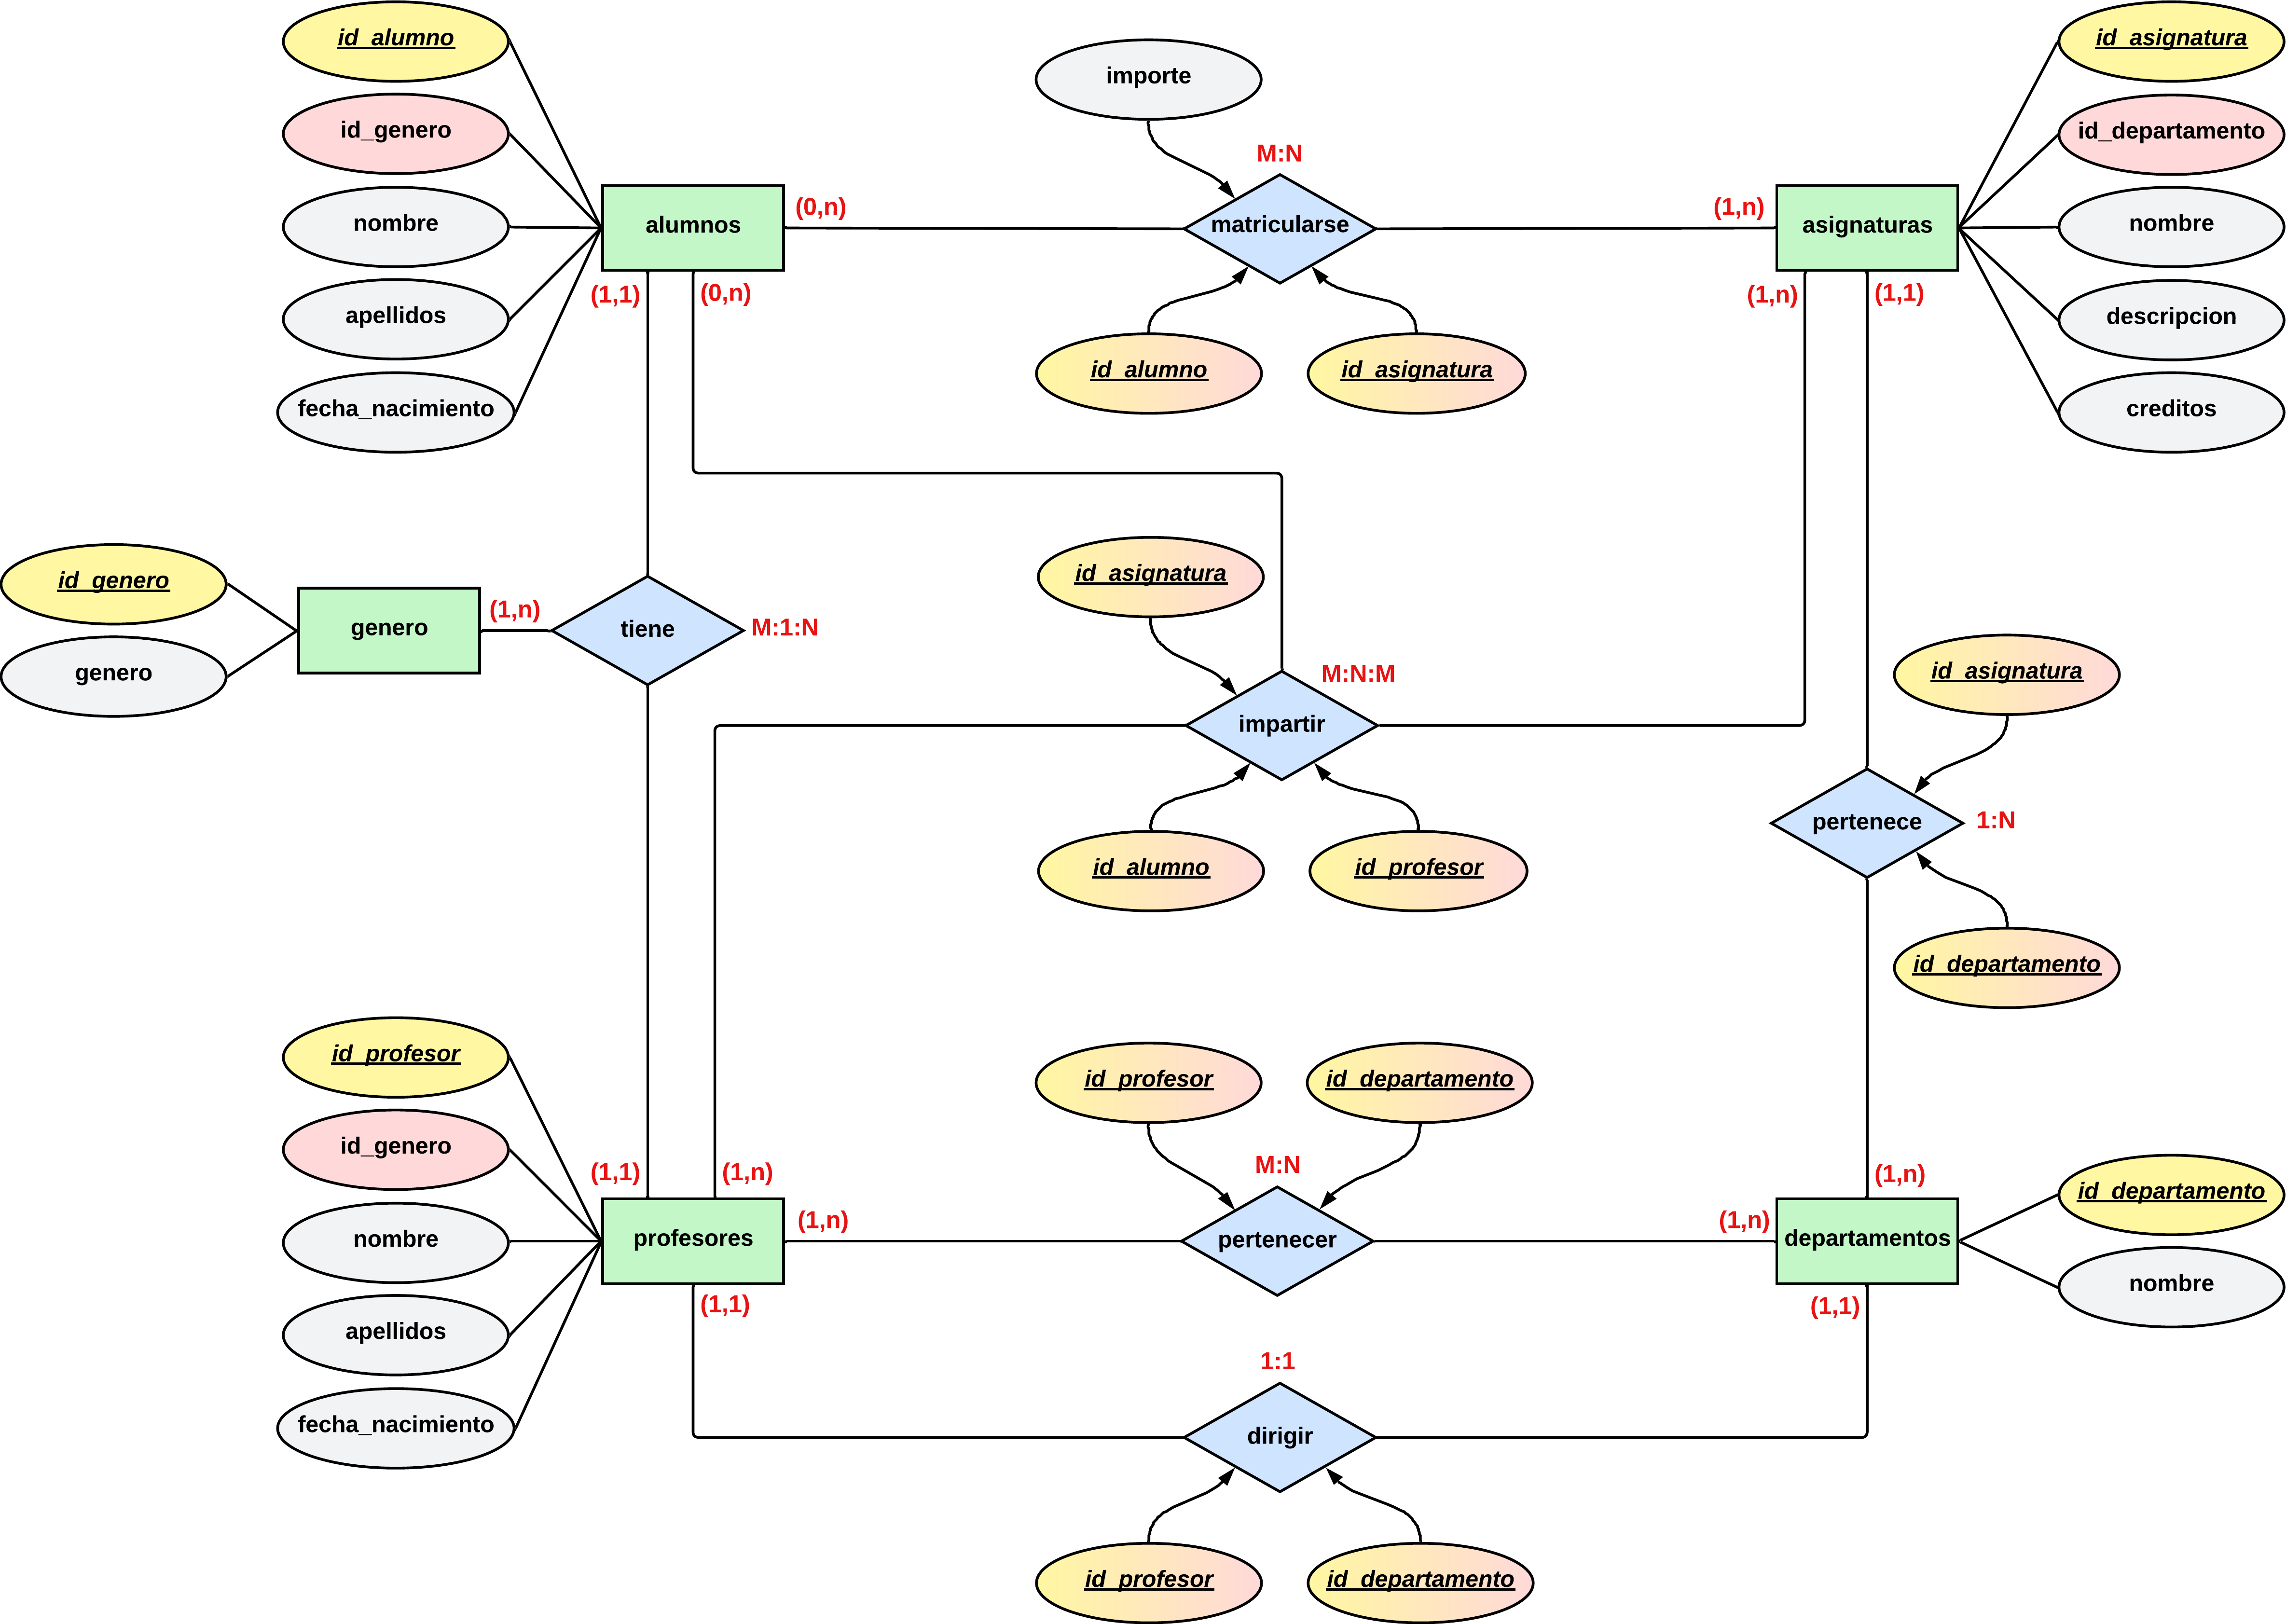 id_alumno
id_genero
nombre
apellidos
fecha_nacimiento
alumnos
(0,n)
(1,1)
(0,n)
importe
M:N
matricularse
id_alumno
id_asignatura
(1,n)
asignaturas
(1,n)
(1,1)
id_asignatura
id_departamento
nombre
descripcion
creditos
id_genero
genero
genero
(1,n)
tiene
M:1:N
id_asignatura
M:N:M
impartir
id_alumno
id_profesor
id_asignatura
pertenece
1:N
id_departamento
id_profesor
id_genero
nombre
apellidos
fecha_nacimiento
(1,1)
(1,n)
profesores
(1,n)
(1,1)
id_profesor
id_departamento
M:N
pertenecer
(1,n)
(1,n)
departamentos
(1,1)
id_departamento
nombre
1:1
dirigir
id_profesor
id_departamento